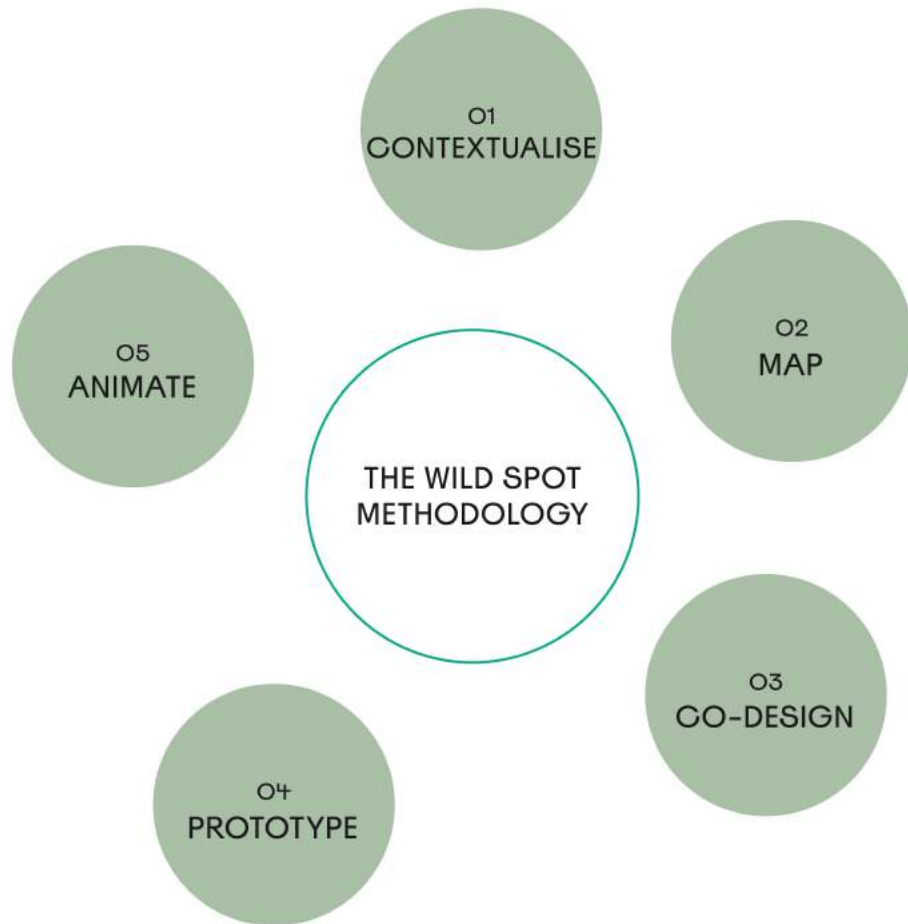 01
CONTEXTUALISE
02
MAP
03
CO-DESIGN
04
PROTOTYPE
05
ANIMATE
THE WILD SPOT
METHODOLOGY